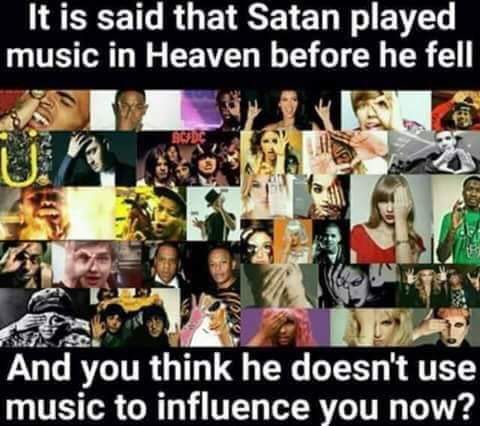 It is said that Satan played
music in Heaven before he fell
AC/DC
Ü
And you think he doesn't use
music to influence you now?